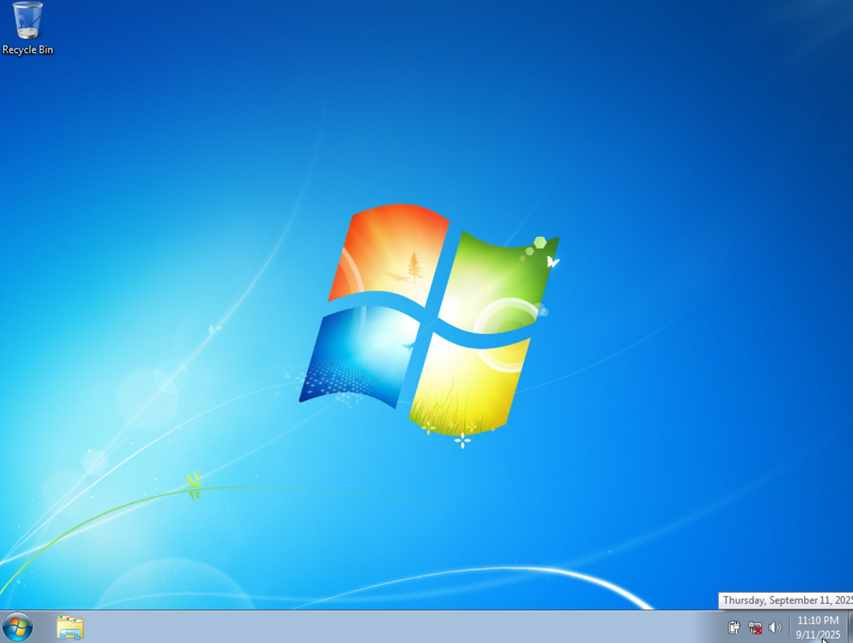 Recycle Bin
Thursday, September 11, 2025
11:10 PM
9/11/2025